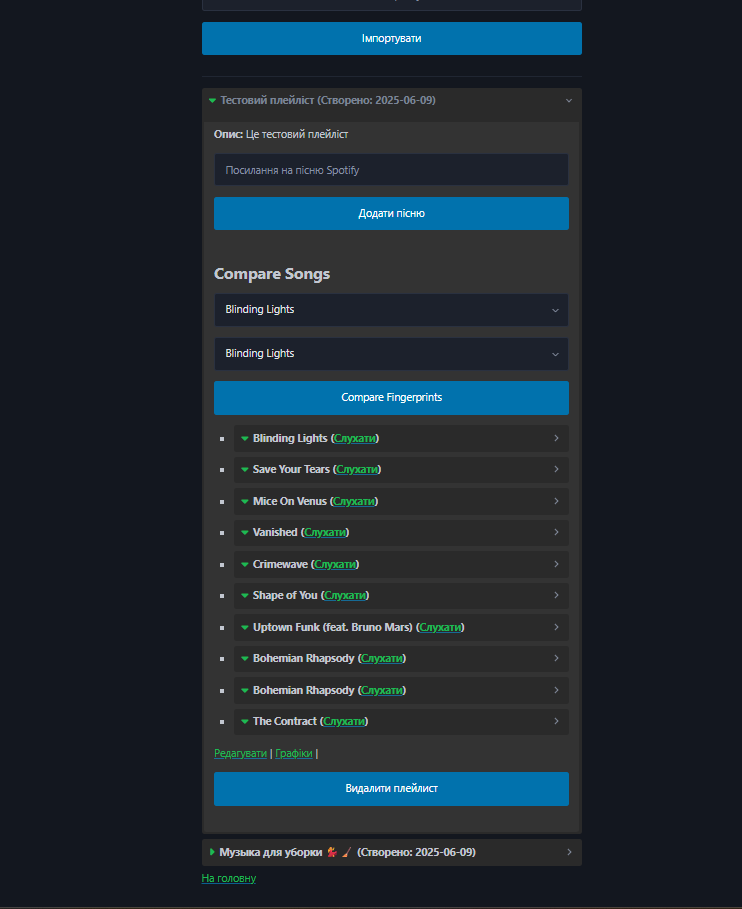 Імпортувати
Тестовий плейліст (Створено: 2025-06-09)
Опис: Це тестовий плейліст
Посилання на пісню Spotify
Додати пісню
Compare Songs
Blinding Lights
Blinding Lights
Compare Fingerprints
Blinding Lights (Слухати)
Save Your Tears (Слухати)
Mice On Venus (Слухати)
Vanished (Слухати)
Crimewave (Слухати)
Shape of You (Слухати)
Uptown Funk (feat. Bruno Mars) (Слухати)
Bohemian Rhapsody (Слухати)
Bohemian Rhapsody (Слухати)
The Contract (Слухати)
Редагувати | Графіки |
Видалити плейлист
Музыка для уборки 💃🧹 (Створено: 2025-06-09)
На головну